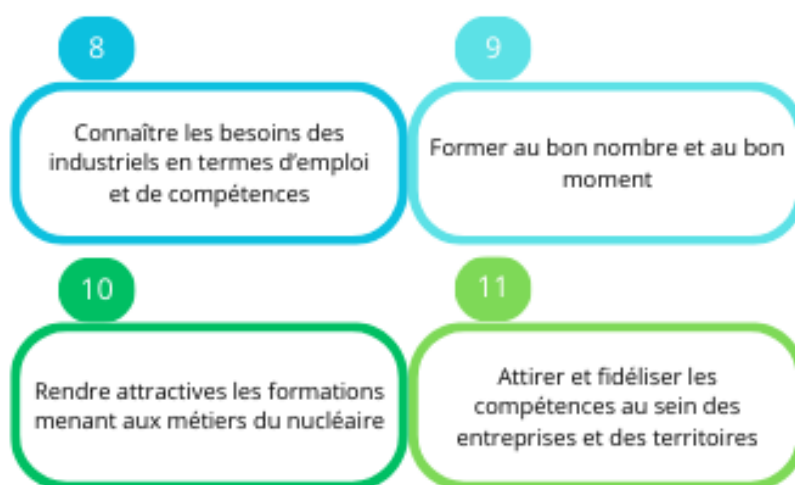 8
Connaître les besoins des
industriels en termes d'emploi
et de compétences
9
Former au bon nombre et au bon
moment
10
Rendre attractives les formations
menant aux métiers du nucléaire
11
Attirer et fidéliser les
compétences au sein des
entreprises et des territoires